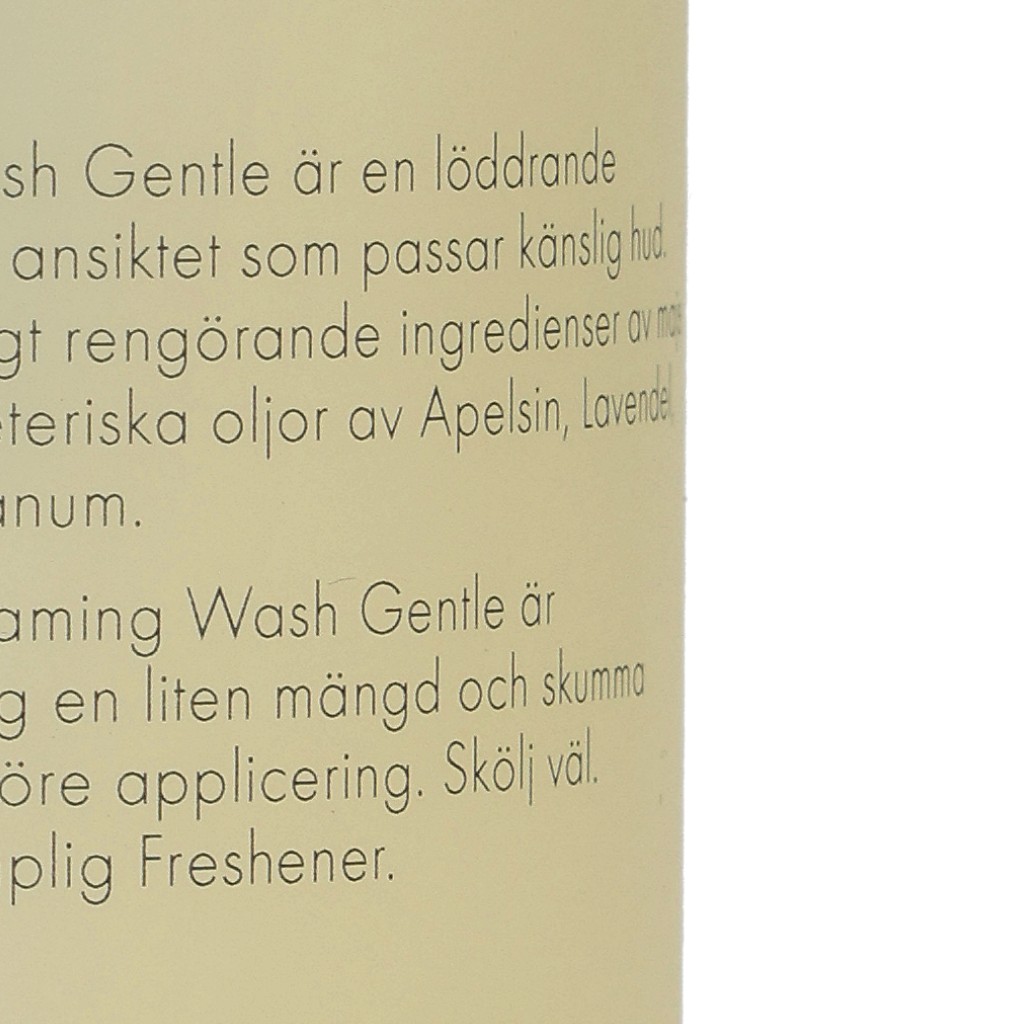 sh Gentle är en löddrande
ansiktet som passar känslig hud.
gt rengörande ingredienser av
eteriska oljor av Apelsin, Lavendel
anum.
aming Wash Gentle är
g en liten mängd och skumma
öre applicering. Skölj väl.
plig Freshener.